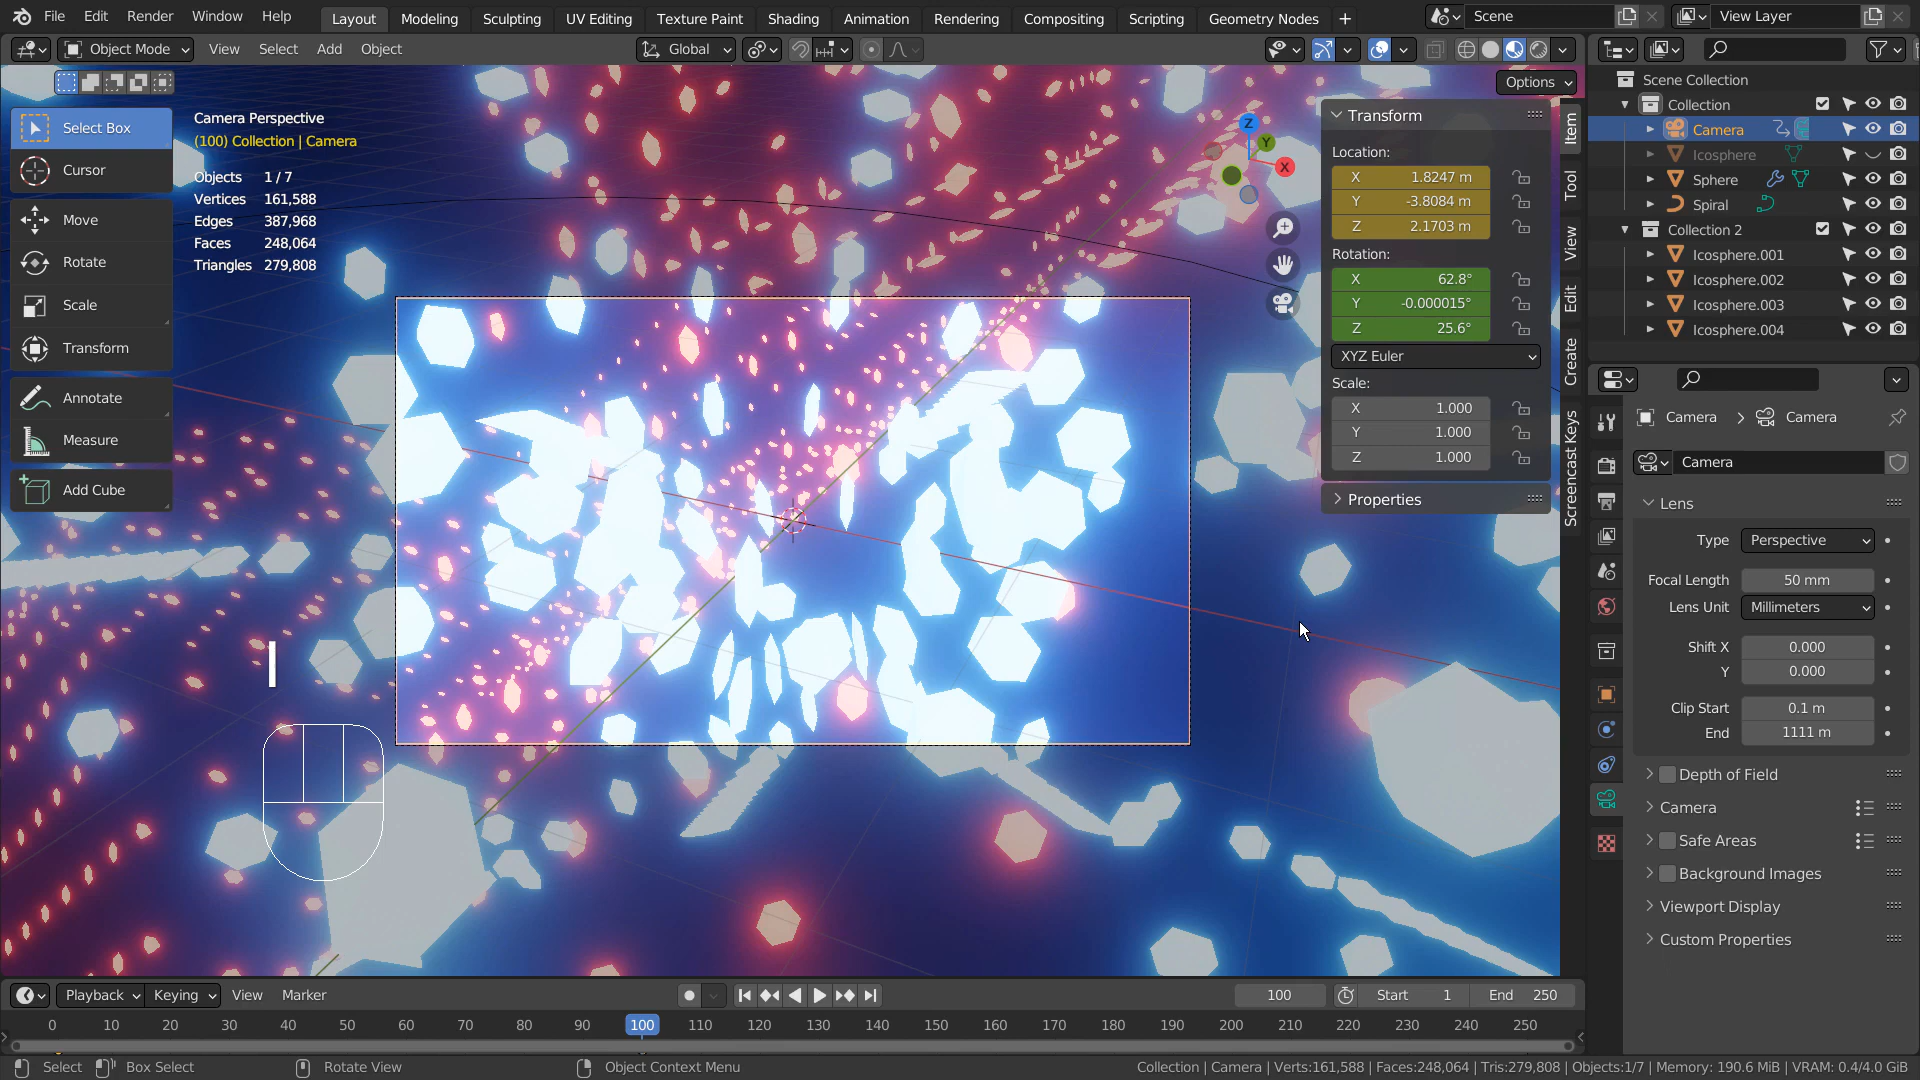 File Edit Render Window Help Layout Modeling Sculpting UV Editing Texture Paint Shading Animation Rendering Compositing Scripting Geometry Nodes + Scene View Layer
Object Mode View Select Add Object Global
Options
Select Box
Cursor
Move
Rotate
Scale
Transform
Annotate
Measure
Add Cube
Camera Perspective
(100) Collection | Camera
Objects 1 / 7
Vertices 161,588
Edges 387,968
Faces 248,064
Triangles 279,808
Z
Y
X
I
Transform
Location:
X 1.8247 m
Y -3.8084 m
Z 2.1703 m
Rotation:
X 62.8°
Y -0.000015°
Z 25.6°
XYZ Euler
Scale:
X 1.000
Y 1.000
Z 1.000
Properties
Item
Tool
View
Edit
Create
Screencast Keys
Scene Collection
Collection
Camera
Icosphere
Sphere
Spiral
Collection 2
Icosphere.001
Icosphere.002
Icosphere.003
Icosphere.004
Camera Camera
Camera
Lens
Type Perspective
Focal Length 50 mm
Lens Unit Millimeters
Shift X 0.000
Y 0.000
Clip Start 0.1 m
End 1111 m
Depth of Field
Camera
Safe Areas
Background Images
Viewport Display
Custom Properties
Playback Keying View Marker 100 Start 1 End 250
0 10 20 30 40 50 60 70 80 90 100 110 120 130 140 150 160 170 180 190 200 210 220 230 240 250
Select Box Select Rotate View Object Context Menu Collection | Camera | Verts:161,588 | Faces:248,064 | Tris:279,808 | Objects:1/7 | Memory: 190.6 MiB | VRAM: 0.4/4.0 GiB